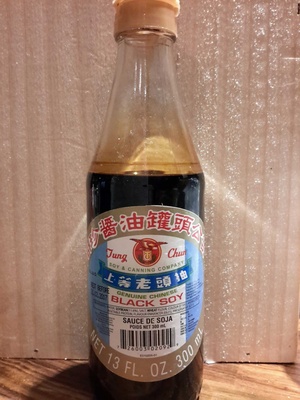 醬油罐頭公
Tung Chun
SOY & CANNING COMPANY
上等老頭抽
GENUINE CHINESE
BLACK SOY
SAUCE DE SOJA
POIDS NET 300 mL
NET 13 FL. OZ. 300 mL